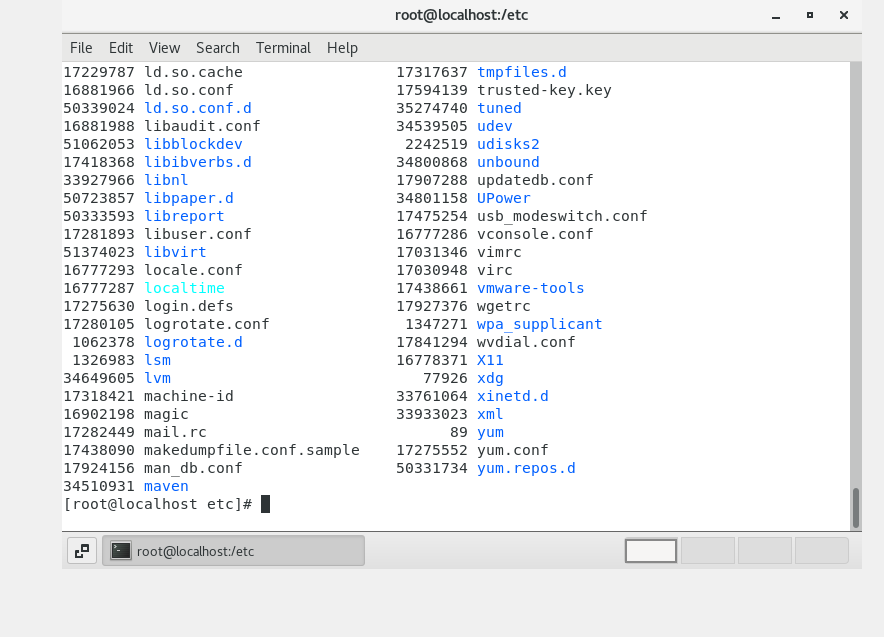 root@localhost:/etc
File Edit View Search Terminal Help
17229787 ld.so.cache 17317637 tmpfiles.d
16881966 ld.so.conf 17594139 trusted-key.key
50339024 ld.so.conf.d 35274740 tuned
16881988 libaudit.conf 34539505 udev
51062053 libblockdev 2242519 udisks2
17418368 libibverbs.d 34800868 unbound
33927966 libnl 17907288 updatedb.conf
50723857 libpaper.d 34801158 UPower
50333593 libreport 17475254 usb_modeswitch.conf
17281893 libuser.conf 16777286 vconsole.conf
51374023 libvirt 17031346 vimrc
16777293 locale.conf 17030948 virc
16777287 localtime 17438661 vmware-tools
17275630 login.defs 17927376 wgetrc
17280105 logrotate.conf 1347271 wpa_supplicant
1062378 logrotate.d 17841294 wvdial.conf
1326983 lsm 16778371 X11
34649605 lvm 77926 xdg
17318421 machine-id 33761064 xinetd.d
16902198 magic 33933023 xml
17282449 mail.rc 89 yum
17438090 makedumpfile.conf.sample 17275552 yum.conf
17924156 man_db.conf 50331734 yum.repos.d
34510931 maven
[root@localhost etc]#
root@localhost:/etc